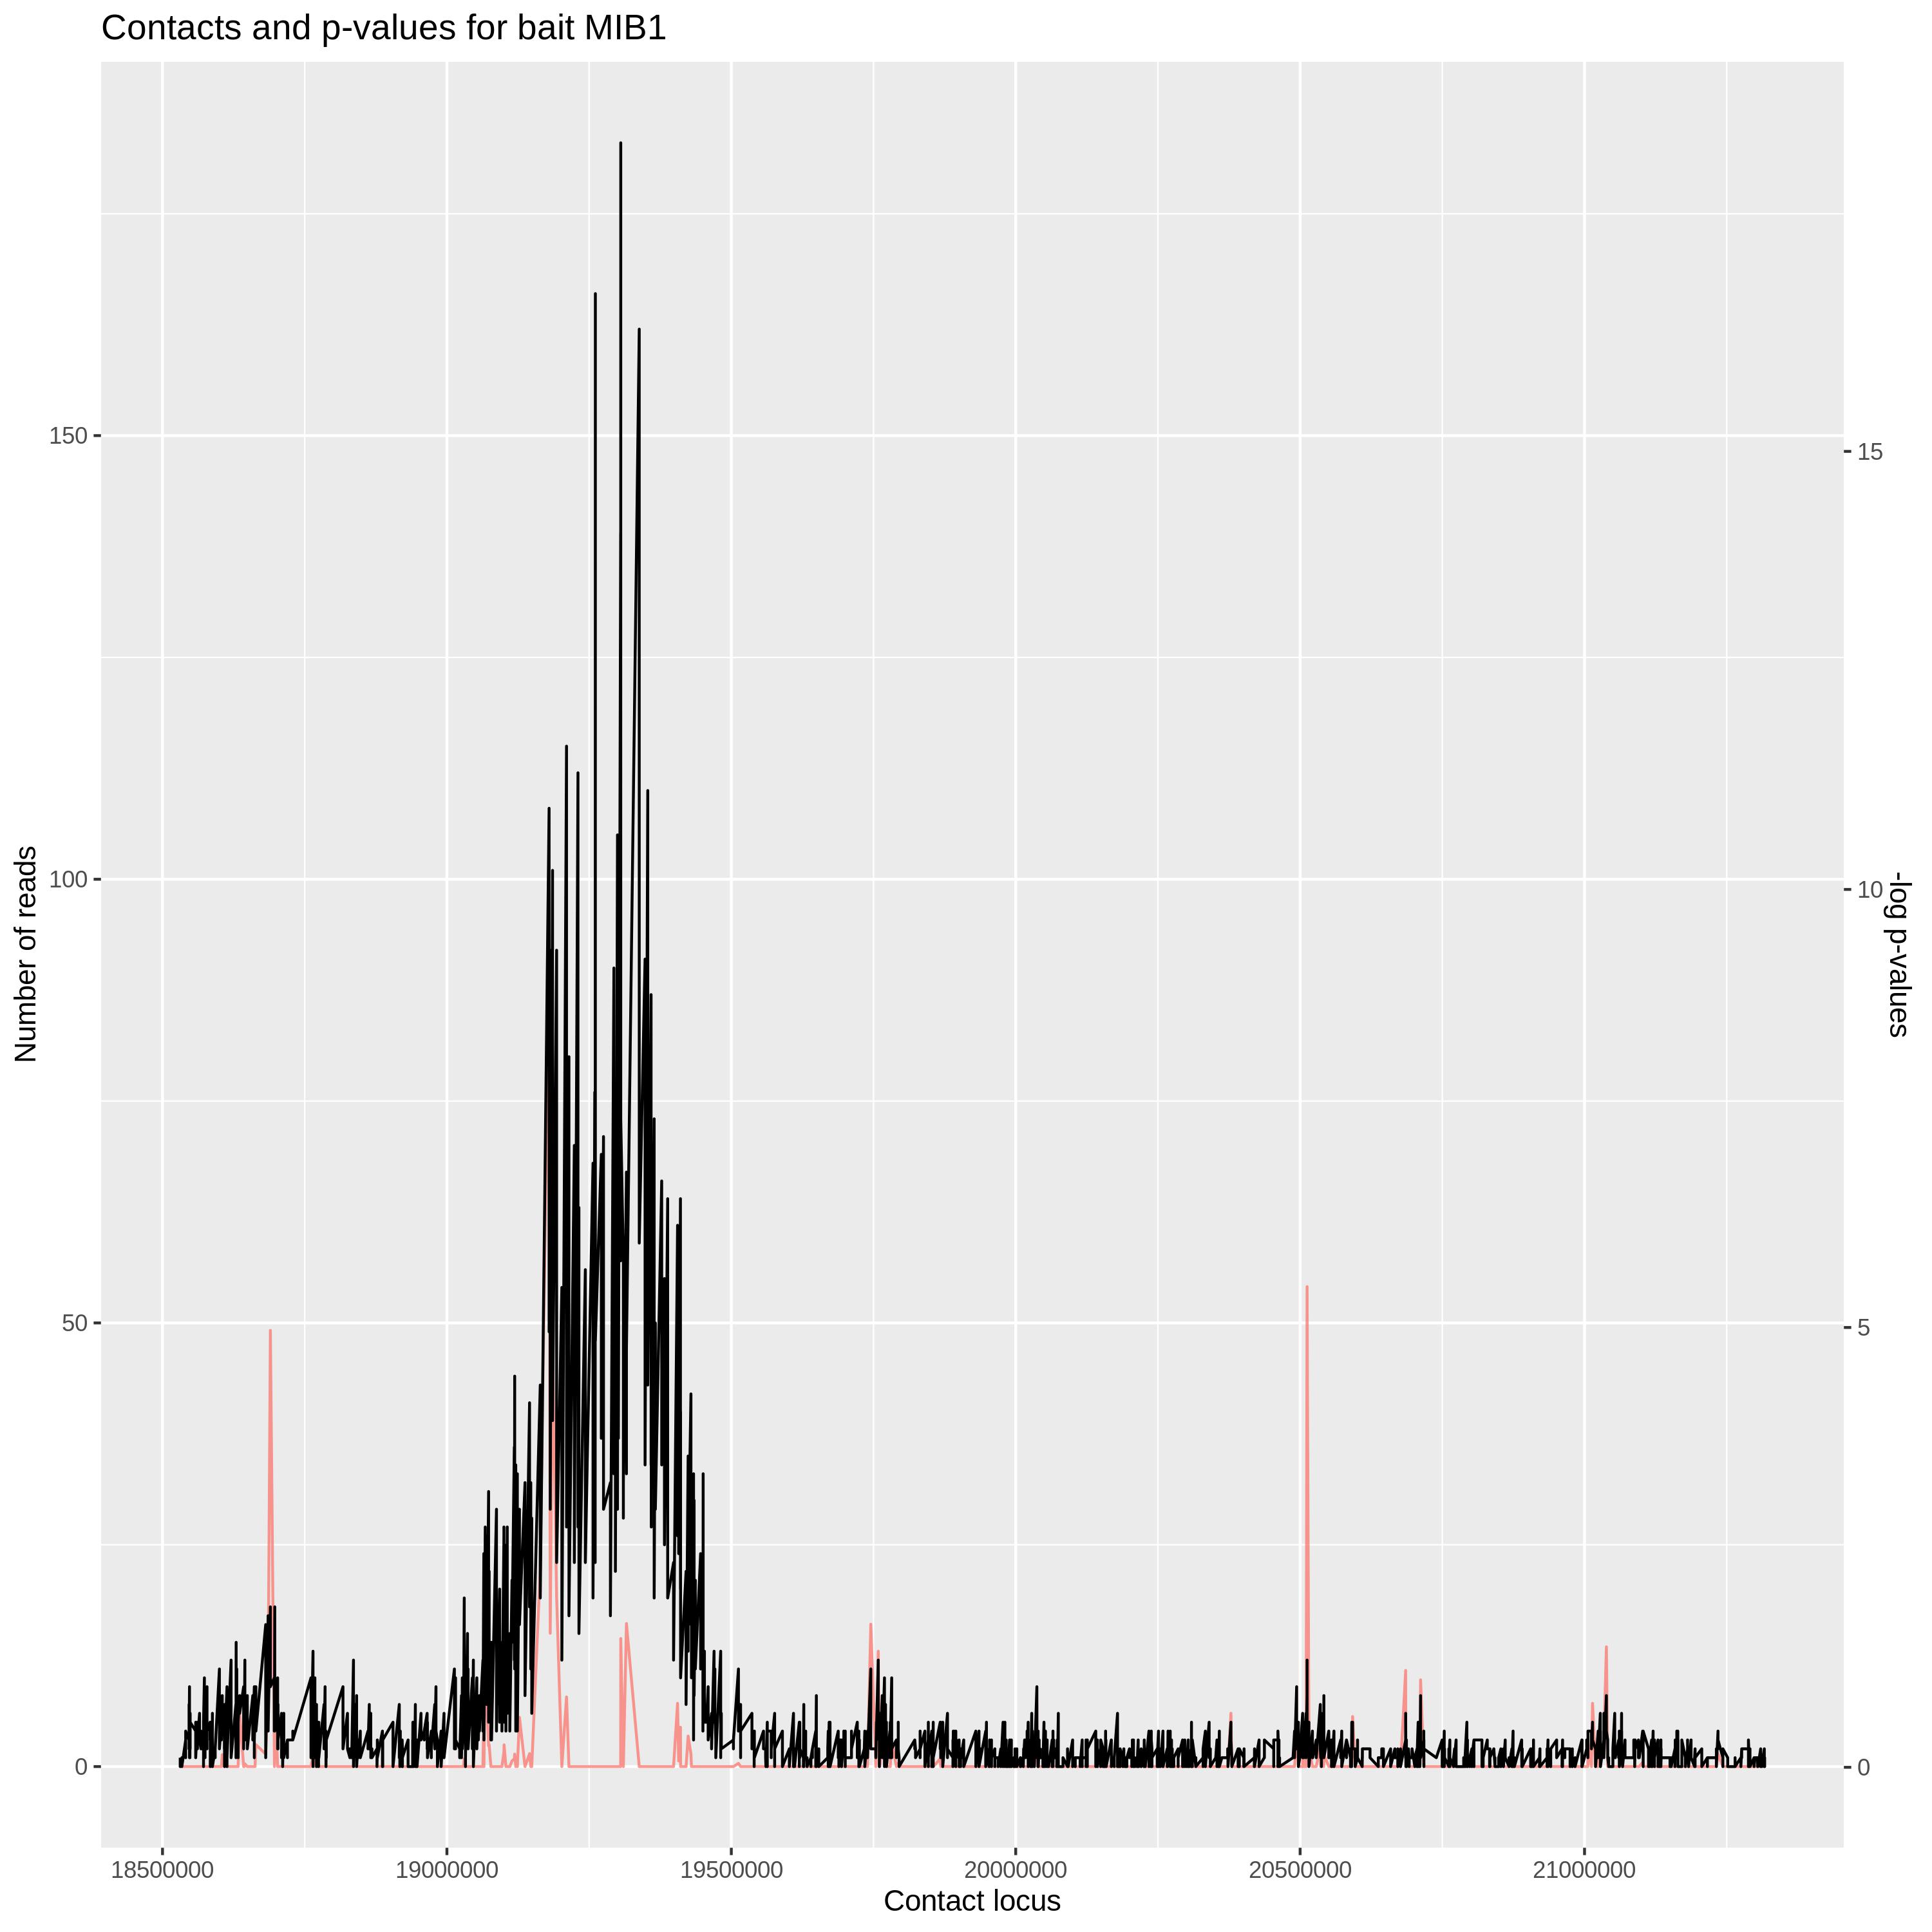 Contacts and p-values for bait MIB1
150
100
50
0
Number of reads
15
10
5
0
-log p-values
18500000 19000000 19500000 20000000 20500000 21000000
Contact locus